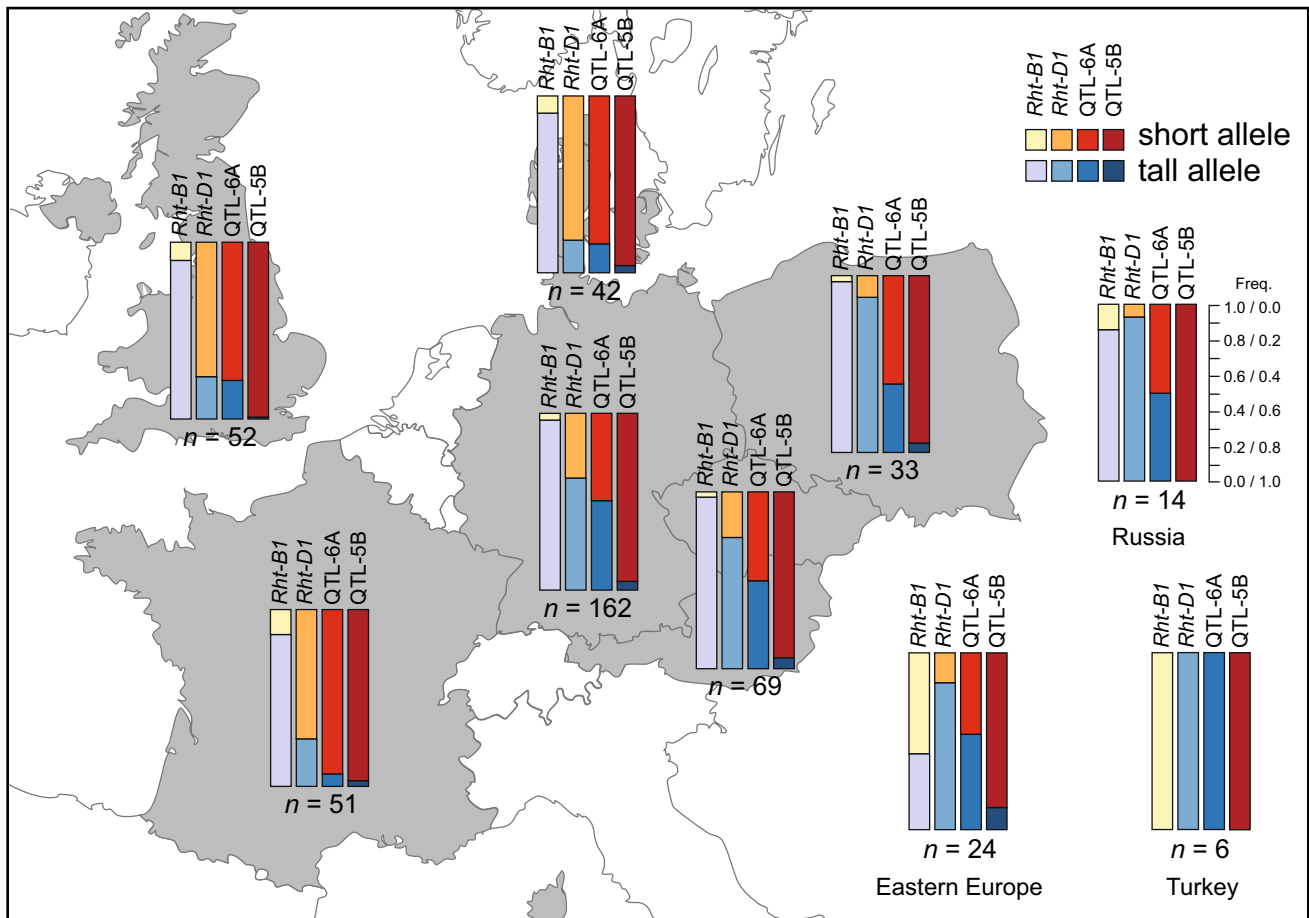 Rht-B1 Rht-D1 QTL-6A QTL-5B
short allele
tall allele
Rht-B1 Rht-D1 QTL-6A QTL-5B
n = 42
Rht-B1 Rht-D1 QTL-6A QTL-5B
n = 52
Rht-B1 Rht-D1 QTL-6A QTL-5B
n = 33
Rht-B1 Rht-D1 QTL-6A QTL-5B
Freq.
1.0 / 0.0
0.8 / 0.2
0.6 / 0.4
0.4 / 0.6
0.2 / 0.8
0.0 / 1.0
n = 14
Russia
Rht-B1 Rht-D1 QTL-6A QTL-5B
n = 162
Rht-B1 Rht-D1 QTL-6A QTL-5B
n = 69
Rht-B1 Rht-D1 QTL-6A QTL-5B
n = 51
Rht-B1 Rht-D1 QTL-6A QTL-5B
n = 24
Eastern Europe
Rht-B1 Rht-D1 QTL-6A QTL-5B
n = 6
Turkey